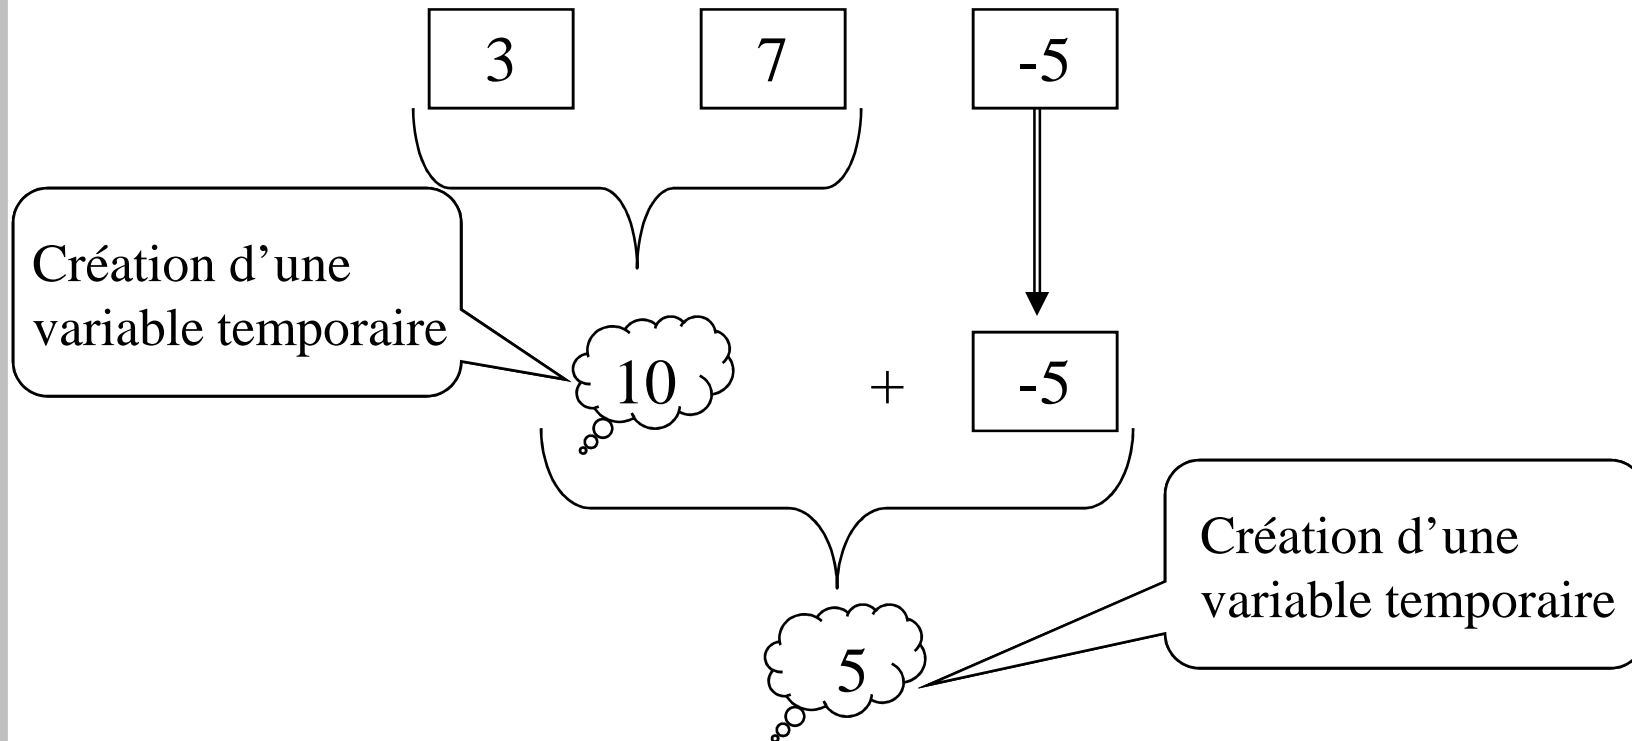 3 7 -5
Création d’une
variable temporaire
10 + -5
Création d’une
variable temporaire
5